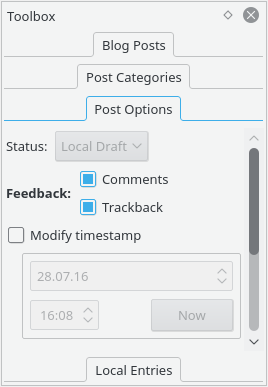 Toolbox
Blog Posts
Post Categories
Post Options
Status: Local Draft
Comments
Feedback:
Trackback
Modify timestamp
28.07.16
16:08 Now
Local Entries